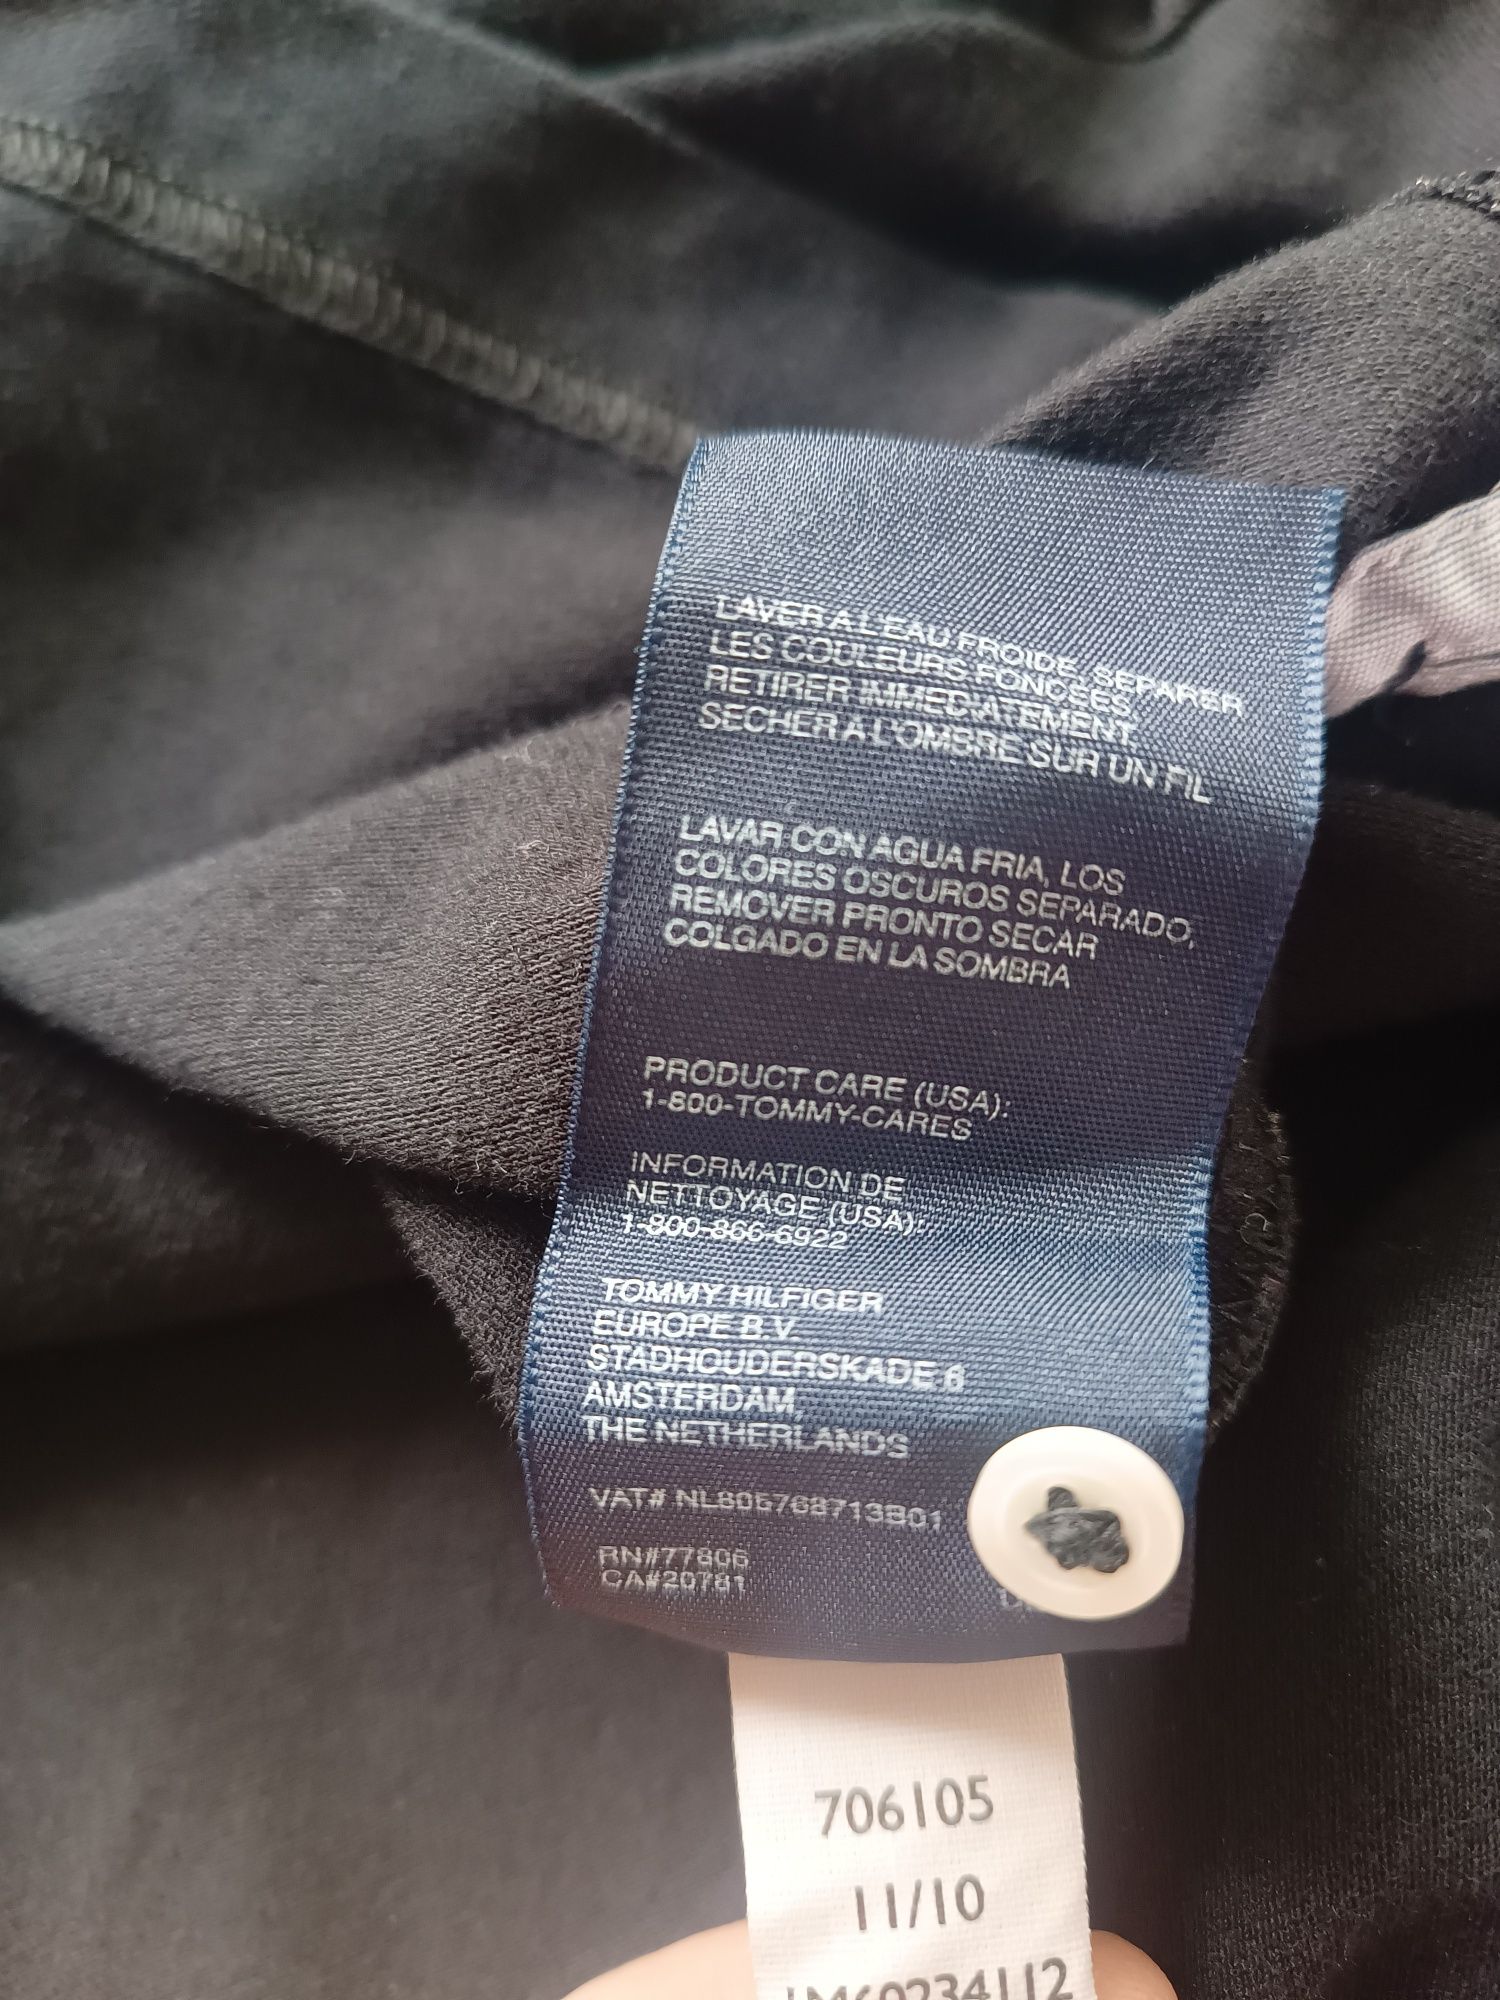 LAVER A L'EAU FROIDE, SEPARER
LES COULEURS FONCEES,
RETIRER IMMEDIATEMENT,
SECHER A L'OMBRE SUR UN FIL
LAVAR CON AGUA FRIA, LOS
COLORES OSCUROS SEPARADO,
REMOVER PRONTO SECAR
COLGADO EN LA SOMBRA
PRODUCT CARE (USA):
1-800-TOMMY-CARES
INFORMATION DE
NETTOYAGE (USA):
1-800-866-6922
TOMMY HILFIGER
EUROPE B.V.
STADHOUDERSKADE 6
AMSTERDAM,
THE NETHERLANDS
VAT# NL805768713B01
RN#77806
CA#20781
706105
11/10